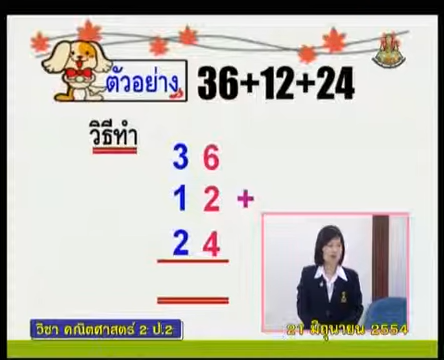 ตัวอย่าง 36+12+24
วิธีทำ
3 6
1 2 +
2 4
วิชา คณิตศาสตร์ 2 ป.2
21 มิถุนายน 2554